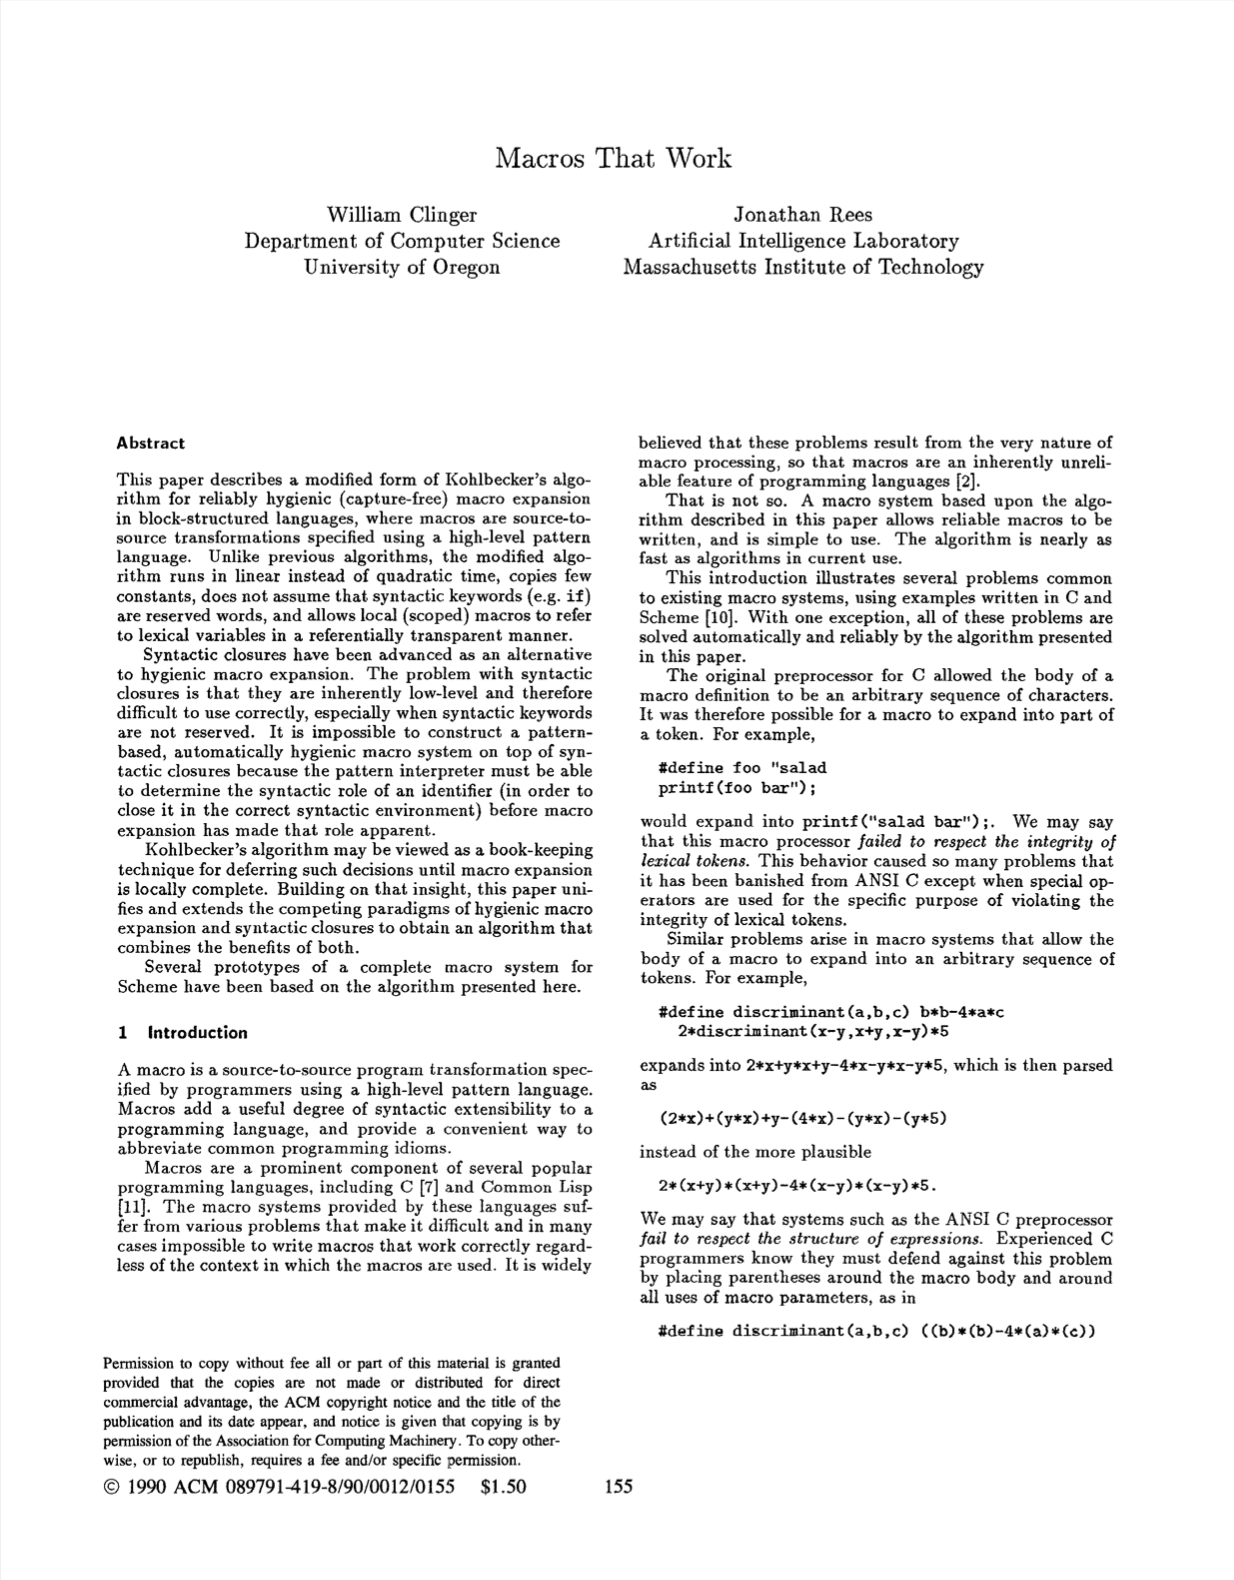 Macros That Work
William Clinger
Department of Computer Science
University of Oregon
Jonathan Rees
Artificial Intelligence Laboratory
Massachusetts Institute of Technology
Abstract
This paper describes a modified form of Kohlbecker's algo-
rithm for reliably hygienic (capture-free) macro expansion
in block-structured languages, where macros are source-to-
source transformations specified using a high-level pattern
language. Unlike previous algorithms, the modified algo-
rithm runs in linear instead of quadratic time, copies few
constants, does not assume that syntactic keywords (e.g. if)
are reserved words, and allows local (scoped) macros to refer
to lexical variables in a referentially transparent manner.
Syntactic closures have been advanced as an alternative
to hygienic macro expansion. The problem with syntactic
closures is that they are inherently low-level and therefore
difficult to use correctly, especially when syntactic keywords
are not reserved. It is impossible to construct a pattern-
based, automatically hygienic macro system on top of syn-
tactic closures because the pattern interpreter must be able
to determine the syntactic role of an identifier (in order to
close it in the correct syntactic environment) before macro
expansion has made that role apparent.
Kohlbecker's algorithm may be viewed as a book-keeping
technique for deferring such decisions until macro expansion
is locally complete. Building on that insight, this paper uni-
fies and extends the competing paradigms of hygienic macro
expansion and syntactic closures to obtain an algorithm that
combines the benefits of both.
Several prototypes of a complete macro system for
Scheme have been based on the algorithm presented here.
1 Introduction
A macro is a source-to-source program transformation spec-
ified by programmers using a high-level pattern language.
Macros add a useful degree of syntactic extensibility to a
programming language, and provide a convenient way to
abbreviate common programming idioms.
Macros are a prominent component of several popular
programming languages, including C [7] and Common Lisp
[11]. The macro systems provided by these languages suf-
fer from various problems that make it difficult and in many
cases impossible to write macros that work correctly regard-
less of the context in which the macros are used. It is widely
believed that these problems result from the very nature of
macro processing, so that macros are an inherently unreli-
able feature of programming languages [2].
That is not so. A macro system based upon the algo-
rithm described in this paper allows reliable macros to be
written, and is simple to use. The algorithm is nearly as
fast as algorithms in current use.
This introduction illustrates several problems common
to existing macro systems, using examples written in C and
Scheme [10]. With one exception, all of these problems are
solved automatically and reliably by the algorithm presented
in this paper.
The original preprocessor for C allowed the body of a
macro definition to be an arbitrary sequence of characters.
It was therefore possible for a macro to expand into part of
a token. For example,
#define foo "salad
printf(foo bar");
would expand into printf("salad bar");. We may say
that this macro processor failed to respect the integrity of
lexical tokens. This behavior caused so many problems that
it has been banished from ANSI C except when special op-
erators are used for the specific purpose of violating the
integrity of lexical tokens.
Similar problems arise in macro systems that allow the
body of a macro to expand into an arbitrary sequence of
tokens. For example,
#define discriminant(a,b,c) b*b-4*a*c
2*discriminant(x-y,x+y,x-y)*5
expands into 2*x+y*x+y-4*x-y*x-y*5, which is then parsed
as
(2*x)+(y*x)+y-(4*x)-(y*x)-(y*5)
instead of the more plausible
2*(x+y)*(x+y)-4*(x-y)*(x-y)*5.
We may say that systems such as the ANSI C preprocessor
fail to respect the structure of expressions. Experienced C
programmers know they must defend against this problem
by placing parentheses around the macro body and around
all uses of macro parameters, as in
#define discriminant(a,b,c) ((b)*(b)-4*(a)*(c))
Permission to copy without fee all or part of this material is granted
provided that the copies are not made or distributed for direct
commercial advantage, the ACM copyright notice and the title of the
publication and its date appear, and notice is given that copying is by
permission of the Association for Computing Machinery. To copy other-
wise, or to republish, requires a fee and/or specific permission.
© 1990 ACM 089791-419-8/90/0012/0155 $1.50
155